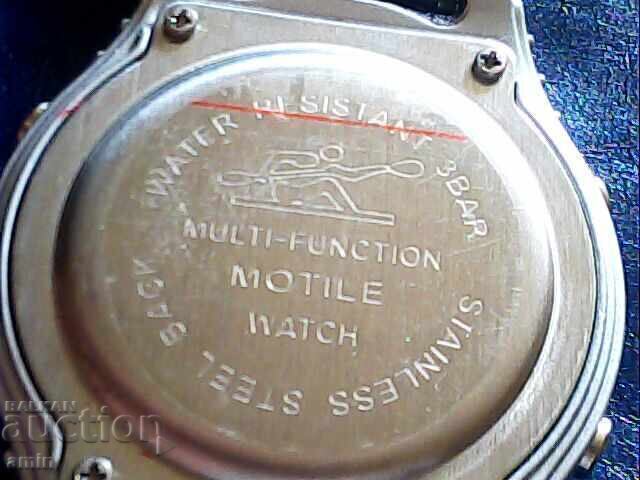 WATER RESISTANT 3BAR
MULTI-FUNCTION
MOTILE
WATCH
STAINLESS STEEL BACK
BALKAN
auction
amin